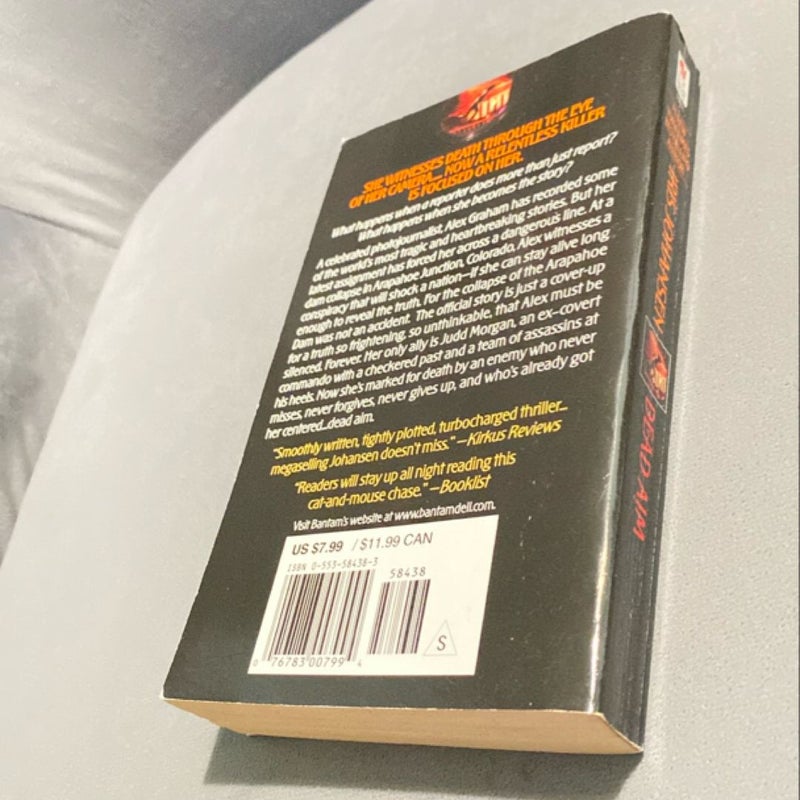 SHE WITNESSES DEATH THROUGH THE EYE
OF HER CAMERA... NOW A RELENTLESS KILLER
IS FOCUSED ON HER.
What happens when a reporter does more than just report?
What happens when she becomes the story?
A celebrated photojournalist, Alex Graham has recorded some
of the world's most tragic and heartbreaking stories. But her
latest assignment has forced her across a dangerous line. At a
dam collapse in Arapahoe Junction, Colorado, Alex witnesses a
conspiracy that will shock a nation—if she can stay alive long
enough to reveal the truth. For the collapse of the Arapahoe
Dam was not an accident. The official story is just a cover-up
for a truth so frightening, so unthinkable, that Alex must be
silenced. Forever. Her only ally is Judd Morgan, an ex-covert
commando with a checkered past and a team of assassins at
his heels. Now she's marked for death by an enemy who never
misses, never forgives, never gives up, and who's already got
her centered...dead aim.
"Smoothly written, tightly plotted, turbocharged thriller...
megaselling Johansen doesn't miss." —Kirkus Reviews
"Readers will stay up all night reading this
cat-and-mouse chase." —Booklist
Visit Bantam's website at www.bantamdell.com.
US $7.99 / $11.99 CAN
ISBN 0-553-58438-3
58438
0 76783 00799 4
S
IRIS JOHANSEN
DEAD AIM